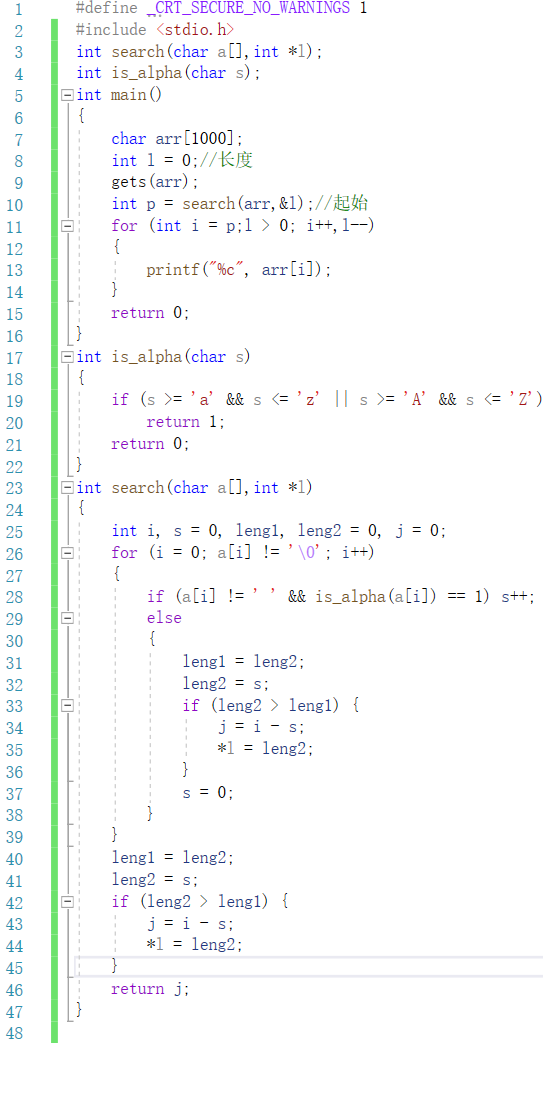 1 #define _CRT_SECURE_NO_WARNINGS 1
2 #include <stdio.h>
3 int search(char a[],int *l);
4 int is_alpha(char s);
5 int main()
6 {
7 char arr[1000];
8 int l = 0;//长度
9 gets(arr);
10 int p = search(arr,&l);//起始
11 for (int i = p;l > 0; i++,l--)
12 {
13 printf("%c", arr[i]);
14 }
15 return 0;
16 }
17 int is_alpha(char s)
18 {
19 if (s >= 'a' && s <= 'z' || s >= 'A' && s <= 'Z')
20 return 1;
21 return 0;
22 }
23 int search(char a[],int *l)
24 {
25 int i, s = 0, leng1, leng2 = 0, j = 0;
26 for (i = 0; a[i] != '\0'; i++)
27 {
28 if (a[i] != ' ' && is_alpha(a[i]) == 1) s++;
29 else
30 {
31 leng1 = leng2;
32 leng2 = s;
33 if (leng2 > leng1) {
34 j = i - s;
35 *l = leng2;
36 }
37 s = 0;
38 }
39 }
40 leng1 = leng2;
41 leng2 = s;
42 if (leng2 > leng1) {
43 j = i - s;
44 *l = leng2;
45 }
46 return j;
47 }
48